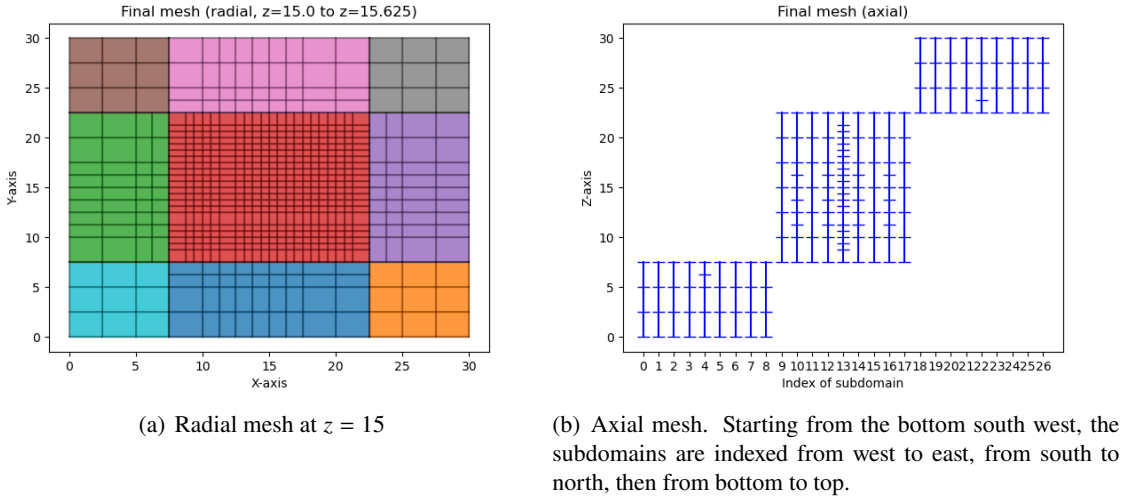 Final mesh (radial, z=15.0 to z=15.625)
30
25
20
15
10
5
0
Y-axis
0 5 10 15 20 25 30
X-axis
(a) Radial mesh at z = 15
Final mesh (axial)
30
25
20
15
10
5
0
Z-axis
0 1 2 3 4 5 6 7 8 9 10 11 12 13 14 15 16 17 18 19 20 21 22 23 24 25 26
Index of subdomain
(b) Axial mesh. Starting from the bottom south west, the
subdomains are indexed from west to east, from south to
north, then from bottom to top.